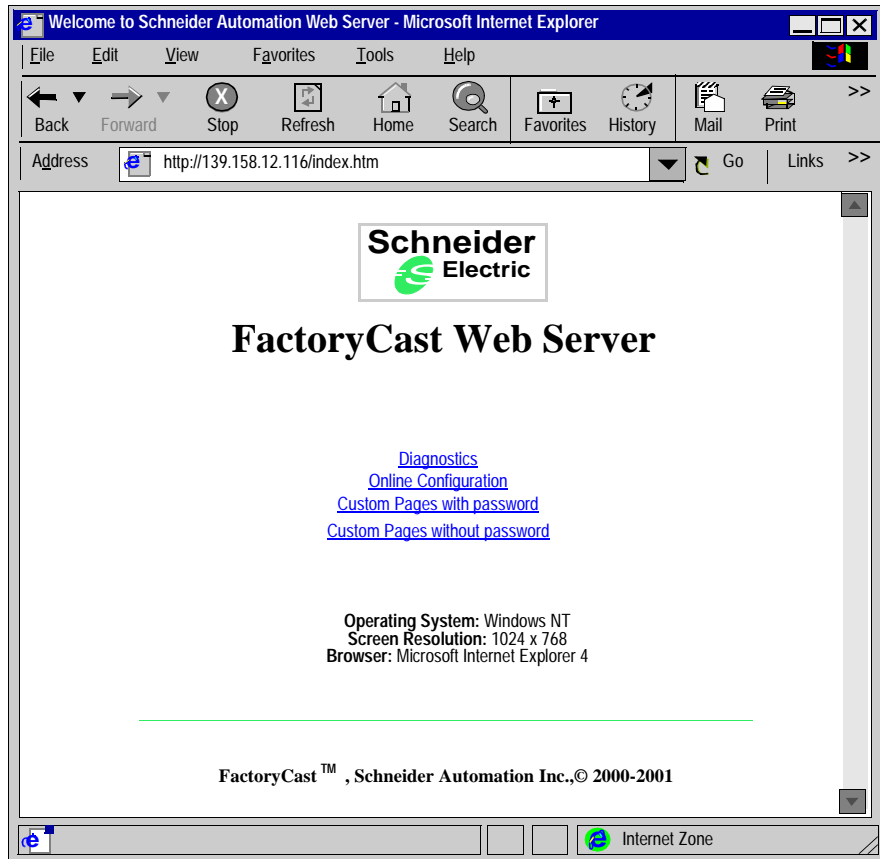 Welcome to Schneider Automation Web Server - Microsoft Internet Explorer
File Edit View Favorites Tools Help
Back Forward Stop Refresh Home Search Favorites History Mail Print >>
Address http://139.158.12.116/index.htm Go Links >>
Schneider
Electric
FactoryCast Web Server
Diagnostics
Online Configuration
Custom Pages with password
Custom Pages without password
Operating System: Windows NT
Screen Resolution: 1024 x 768
Browser: Microsoft Internet Explorer 4
FactoryCast ™ , Schneider Automation Inc.,© 2000-2001
Internet Zone